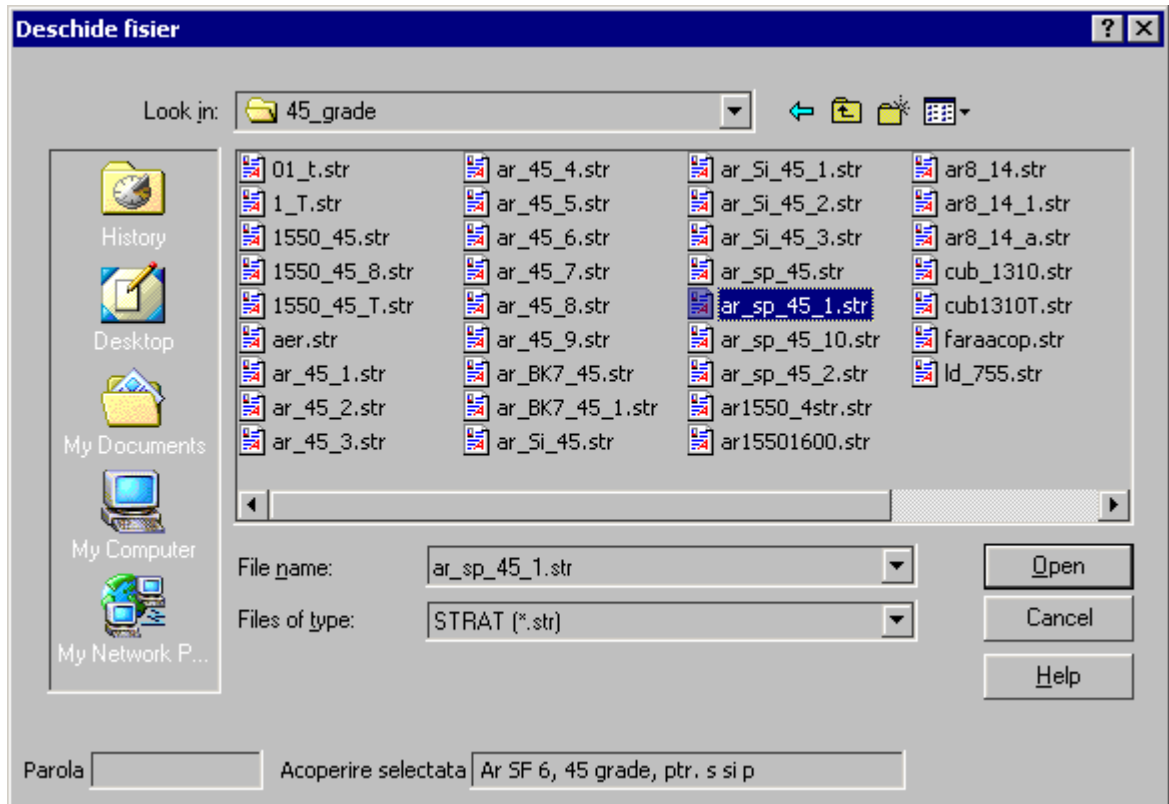 Deschide fisier
Look in: 45_grade
History
Desktop
My Documents
My Computer
My Network P...
01_t.str
1_T.str
1550_45.str
1550_45_8.str
1550_45_T.str
aer.str
ar_45_1.str
ar_45_2.str
ar_45_3.str
ar_45_4.str
ar_45_5.str
ar_45_6.str
ar_45_7.str
ar_45_8.str
ar_45_9.str
ar_BK7_45.str
ar_BK7_45_1.str
ar_Si_45.str
ar_Si_45_1.str
ar_Si_45_2.str
ar_Si_45_3.str
ar_sp_45.str
ar_sp_45_1.str
ar_sp_45_10.str
ar_sp_45_2.str
ar1550_4str.str
ar15501600.str
ar8_14.str
ar8_14_1.str
ar8_14_a.str
cub_1310.str
cub1310T.str
faraacop.str
ld_755.str
File name: ar_sp_45_1.str
Open
Files of type: STRAT (*.str)
Cancel
Help
Parola
Acoperire selectata Ar SF 6, 45 grade, ptr. s si p